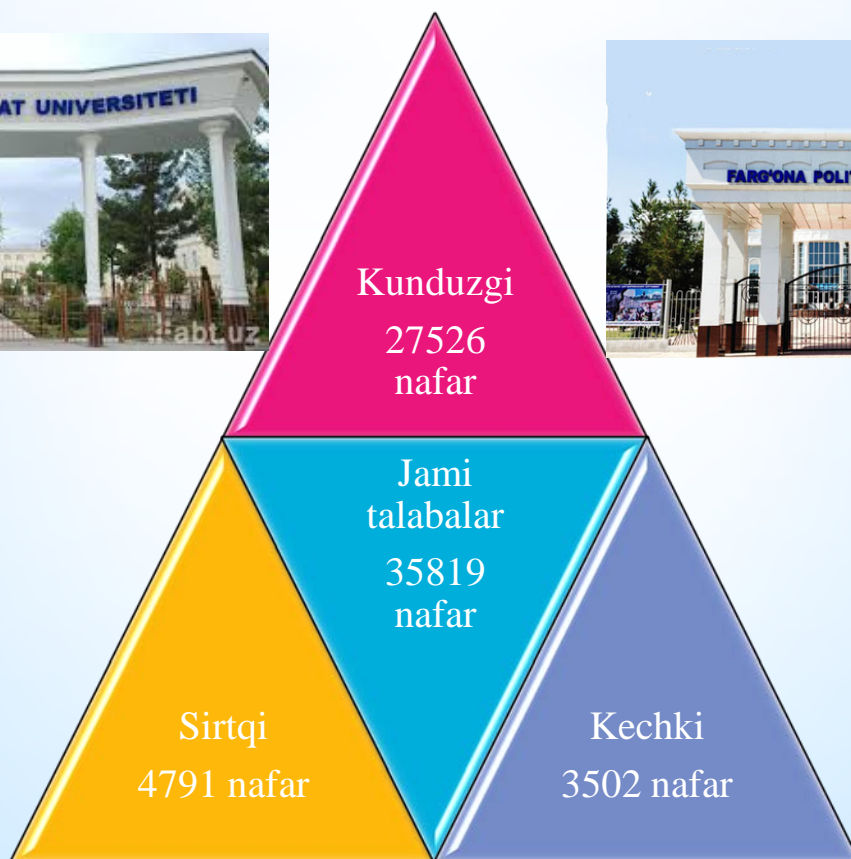 AT UNIVERSITETI
FARG'ONA POLI
abt.uz
Kunduzgi
27526
nafar
Jami
talabalar
35819
nafar
Sirtqi
4791 nafar
Kechki
3502 nafar